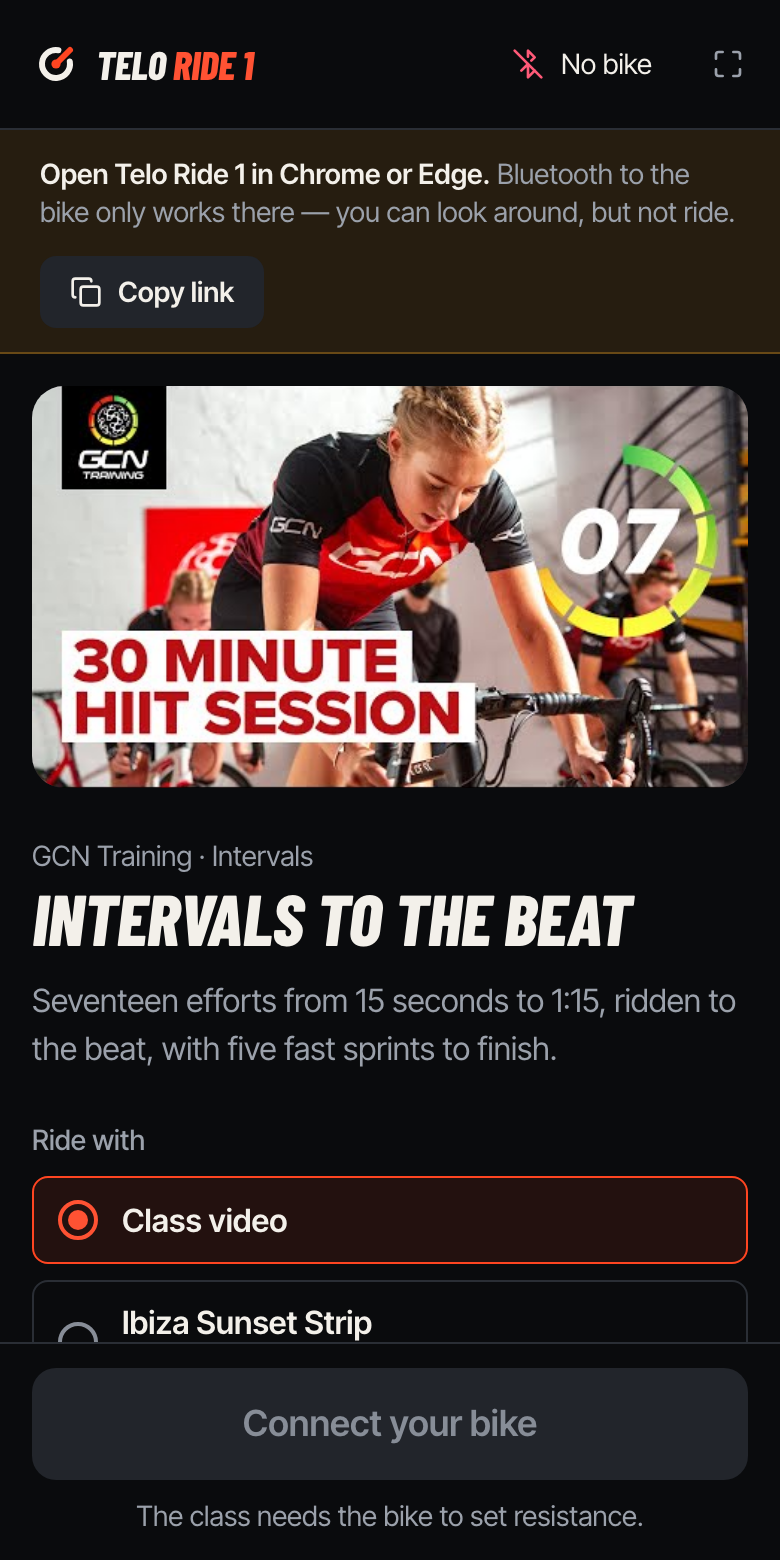 TELO RIDE 1
No bike
Open Telo Ride 1 in Chrome or Edge. Bluetooth to the
bike only works there — you can look around, but not ride.
Copy link
GCN
TRAINING
GCN
GCN
07
30 MINUTE
HIIT SESSION
GCN Training · Intervals
INTERVALS TO THE BEAT
Seventeen efforts from 15 seconds to 1:15, ridden to
the beat, with five fast sprints to finish.
Ride with
Class video
Ibiza Sunset Strip
Connect your bike
The class needs the bike to set resistance.